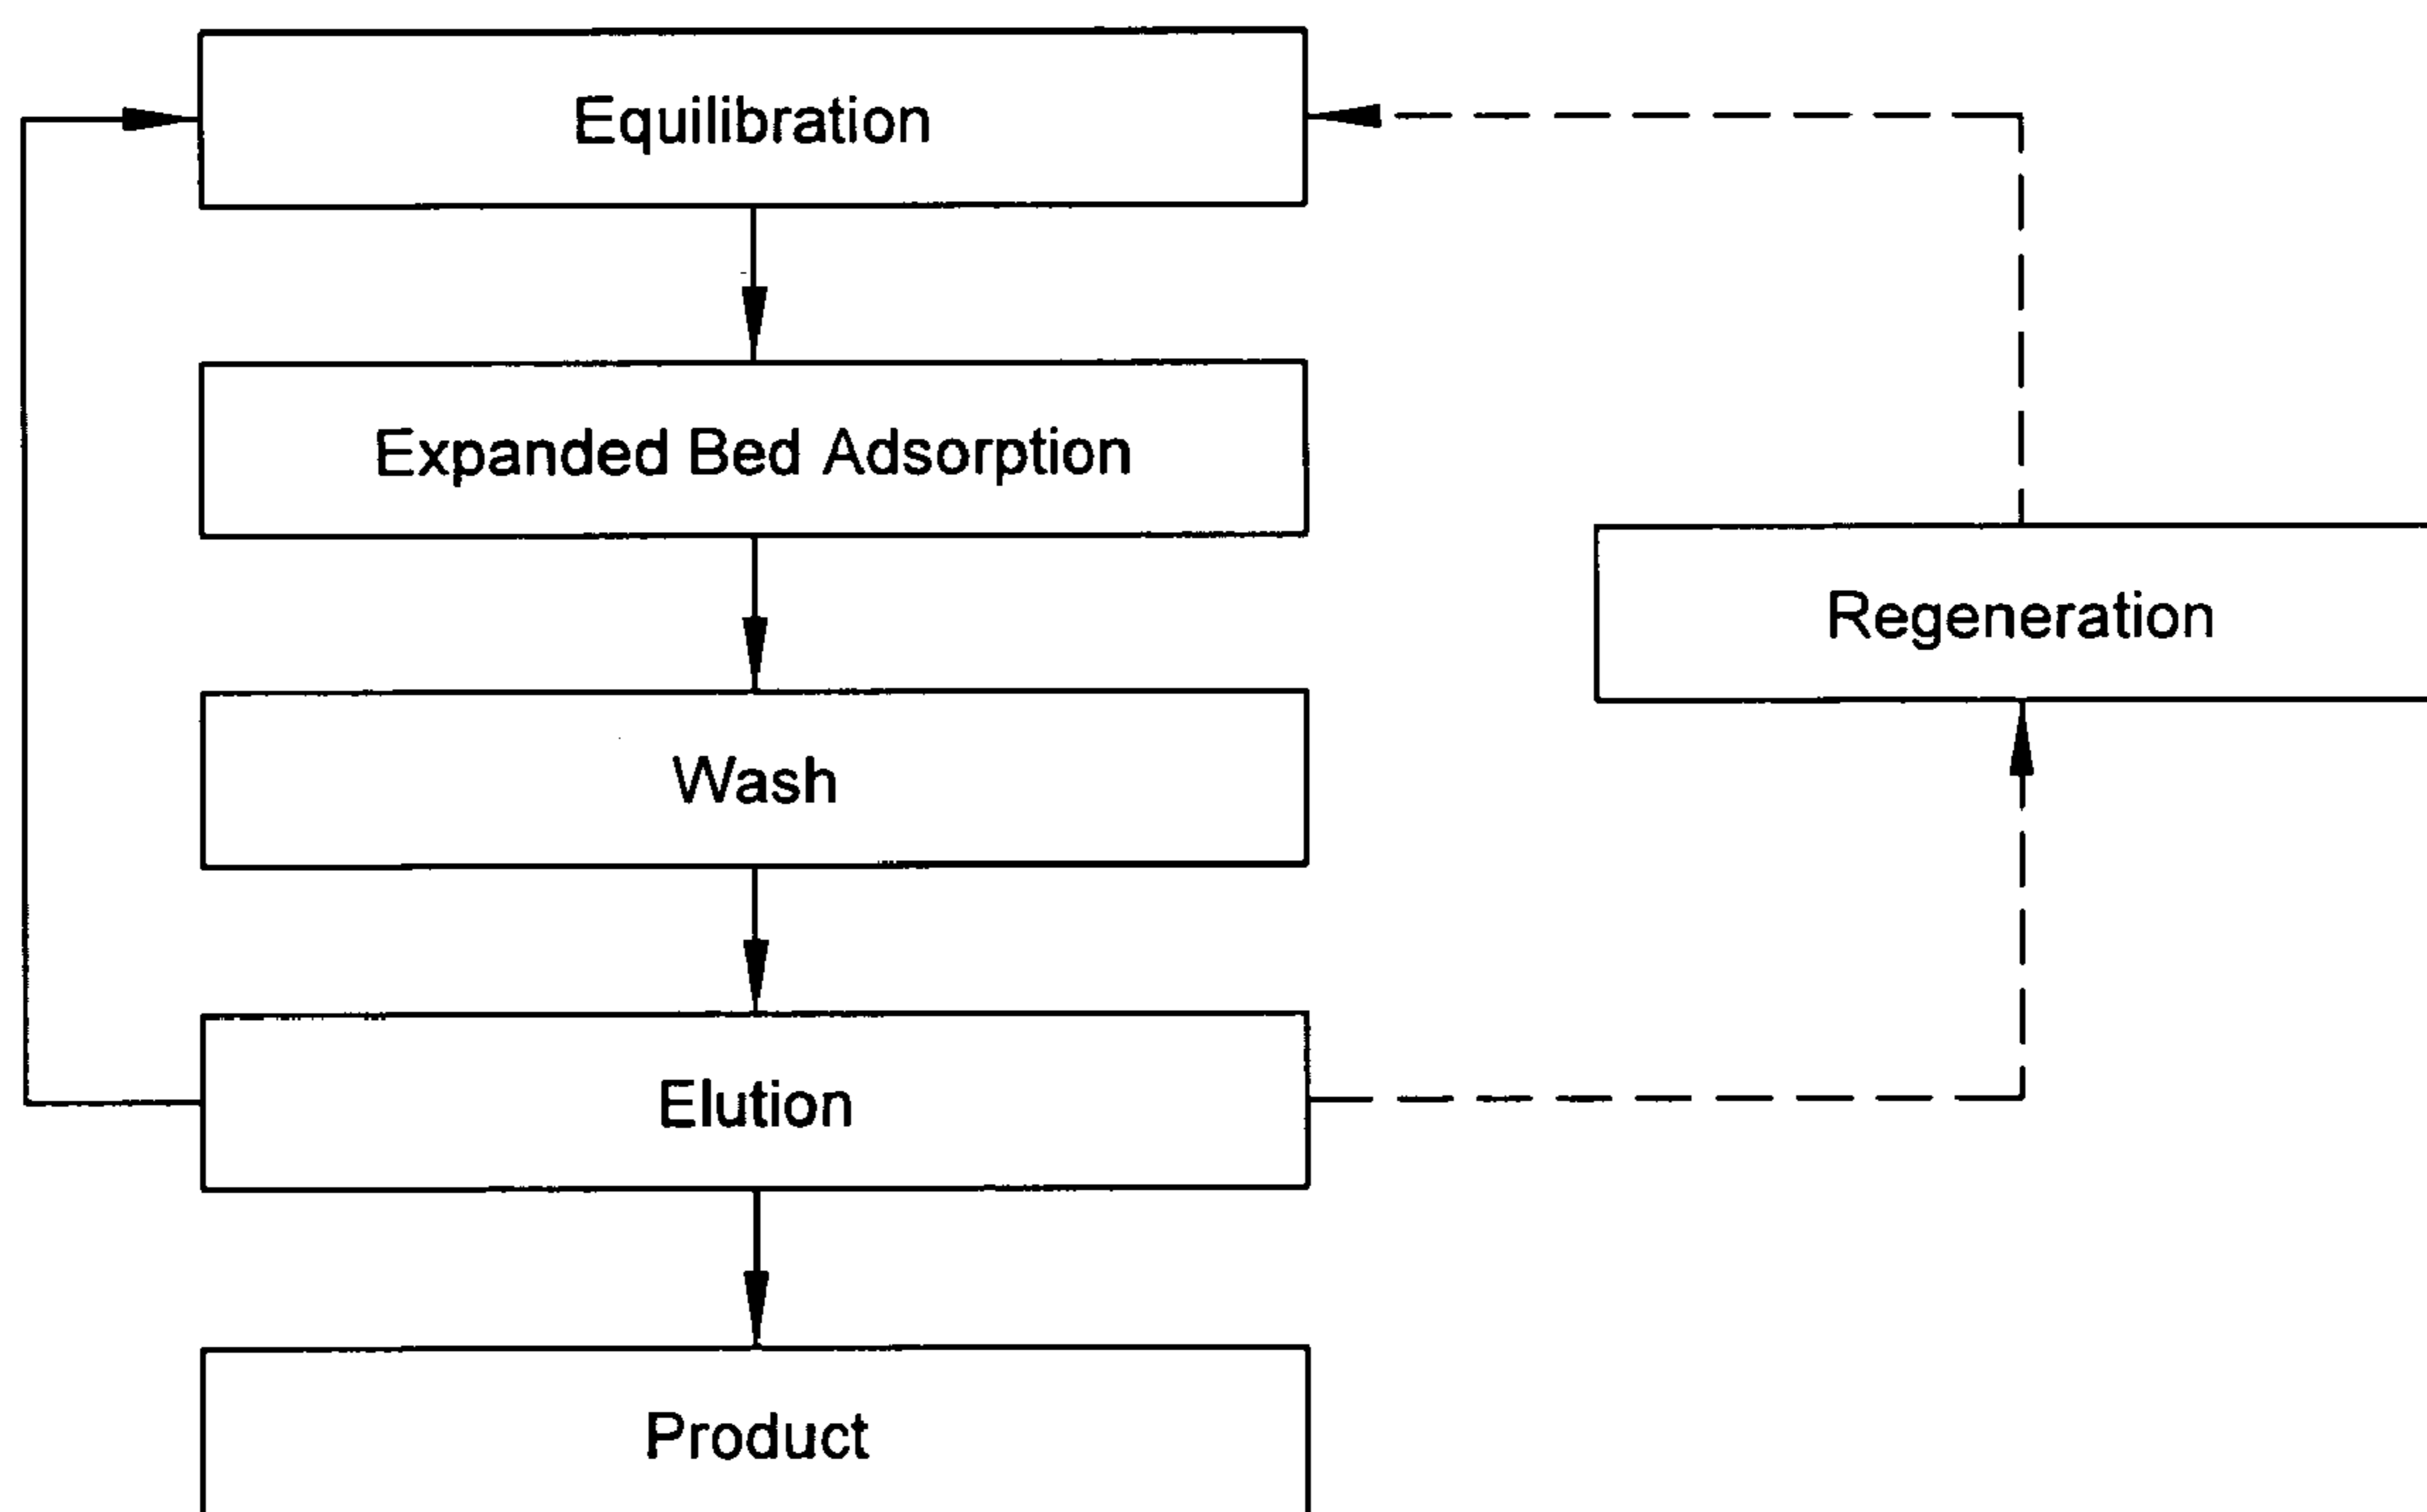 Equilibration
Expanded Bed Adsorption
Regeneration
Wash
Elution
Product